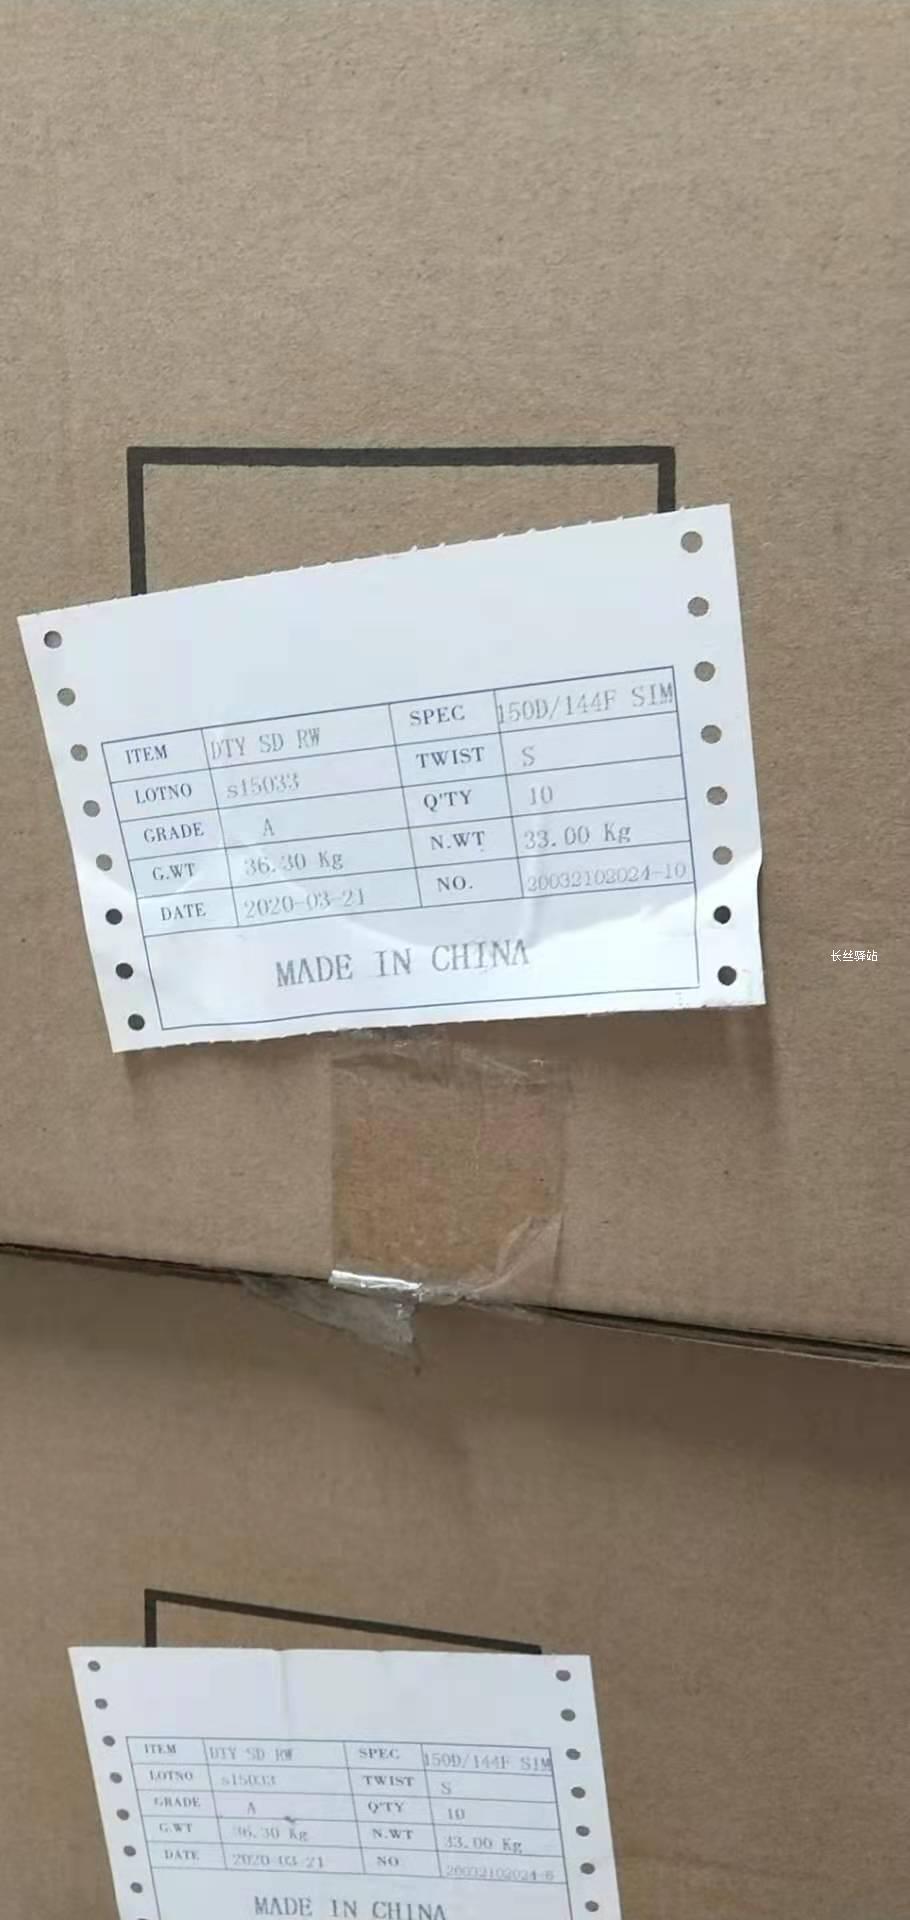 ITEM DTY SD RW SPEC 150D/144F SIM
LOTNO s15033 TWIST S
GRADE A Q'TY 10
G.WT 36.30 Kg N.WT 33.00 Kg
DATE 2020-03-21 NO. 20032102024-10
MADE IN CHINA
长丝驿站
ITEM DTY SD RW SPEC 150D/144F SIM
LOTNO s15033 TWIST S
GRADE A Q'TY 10
G.WT 36.30 Kg N.WT 33.00 Kg
DATE 2020-03-21 NO
MADE IN CHINA